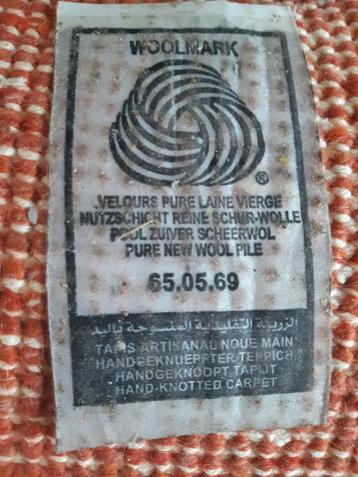 WOOLMARK
®
VELOURS PURE LAINE VIERGE
NUTZSCHICHT REINE SCHUR-WOLLE
POOL ZUIVER SCHEERWOL
PURE NEW WOOL PILE
65.05.69
الزربية التقليدية المنسوجة باليد
TAPIS ARTISANAL NOUE MAIN
HANDGEKNUEPFTER TEPPICH
HANDGEKNOOPT TAPIJT
HAND-KNOTTED CARPET